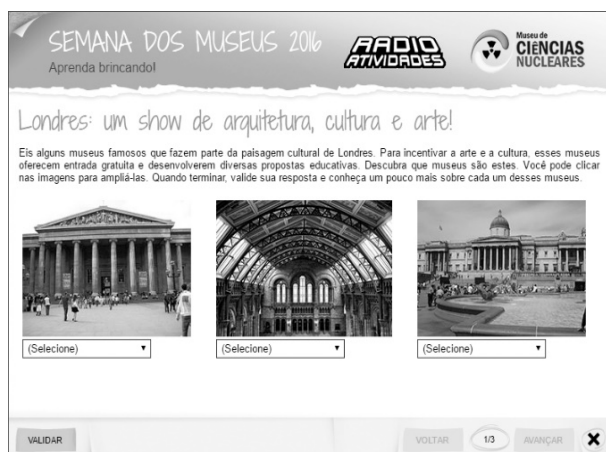 SEMANA DOS MUSEUS 2016
Aprenda brincando!
RADIO
ATIVIDADES
Museu de
CIÊNCIAS
NUCLEARES
Londres: um show de arquitetura, cultura e arte!
Eis alguns museus famosos que fazem parte da paisagem cultural de Londres. Para incentivar a arte e a cultura, esses museus
oferecem entrada gratuita e desenvolverem diversas propostas educativas. Descubra que museus são estes. Você pode clicar
nas imagens para ampliá-las. Quando terminar, valide sua resposta e conheça um pouco mais sobre cada um desses museus.
(Selecione) (Selecione) (Selecione)
VALIDAR VOLTAR 1/3 AVANÇAR X